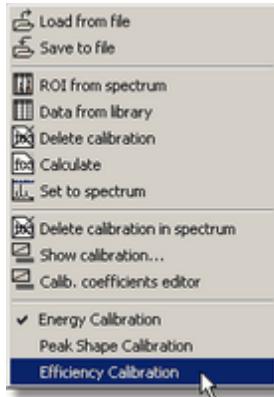 Load from file
Save to file
ROI from spectrum
Data from library
Delete calibration
Calculate
Set to spectrum
Delete calibration in spectrum
Show calibration...
Calib. coefficients editor
Energy Calibration
Peak Shape Calibration
Efficiency Calibration